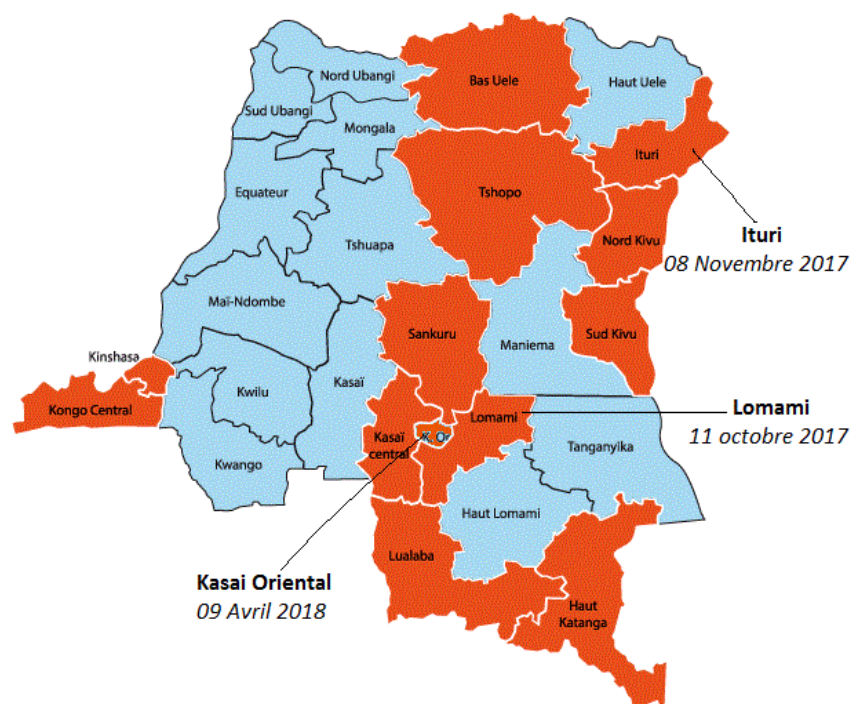 Nord Ubangi
Bas Uele
Haut Uele
Sud Ubangi
Mongala
Ituri
Equateur
Tshopo
Tshuapa
Nord Kivu
Ituri
08 Novembre 2017
Maï-Ndombe
Sankuru
Maniema
Sud Kivu
Kinshasa
Kasaï
Kwilu
Kongo Central
Lomami
Lomami
11 octobre 2017
Kasaï
central
K. Or
Tanganyika
Kwango
Haut Lomami
Lualaba
Kasai Oriental
09 Avril 2018
Haut
Katanga